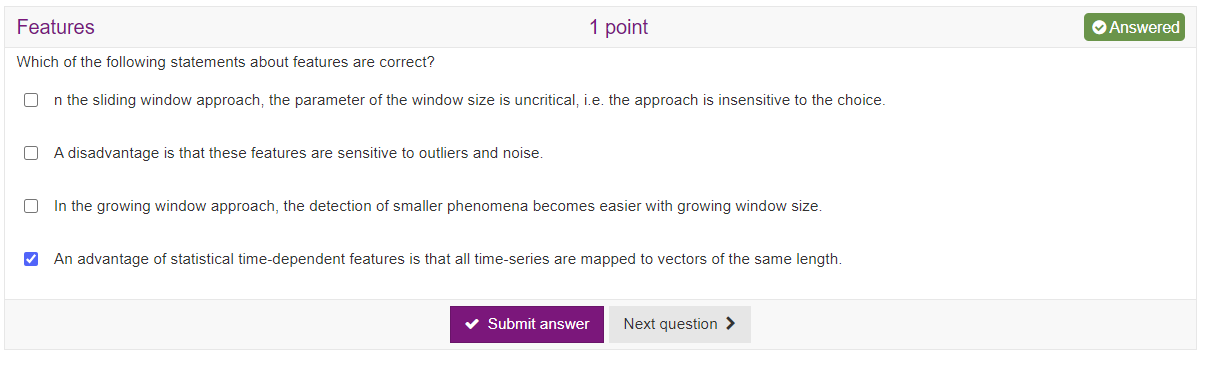 Features 1 point Answered
Which of the following statements about features are correct?
n the sliding window approach, the parameter of the window size is uncritical, i.e. the approach is insensitive to the choice.
A disadvantage is that these features are sensitive to outliers and noise.
In the growing window approach, the detection of smaller phenomena becomes easier with growing window size.
An advantage of statistical time-dependent features is that all time-series are mapped to vectors of the same length.
Submit answer Next question